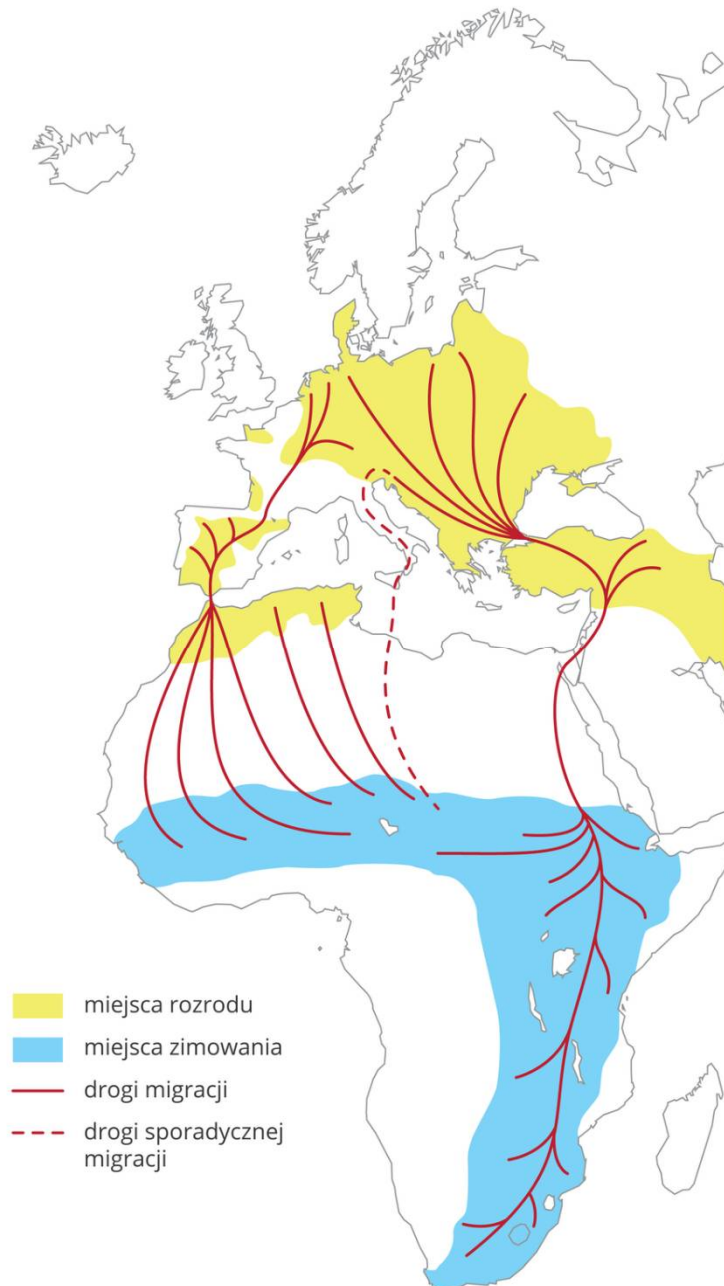 miejsca rozrodu
miejsca zimowania
drogi migracji
drogi sporadycznej
migracji